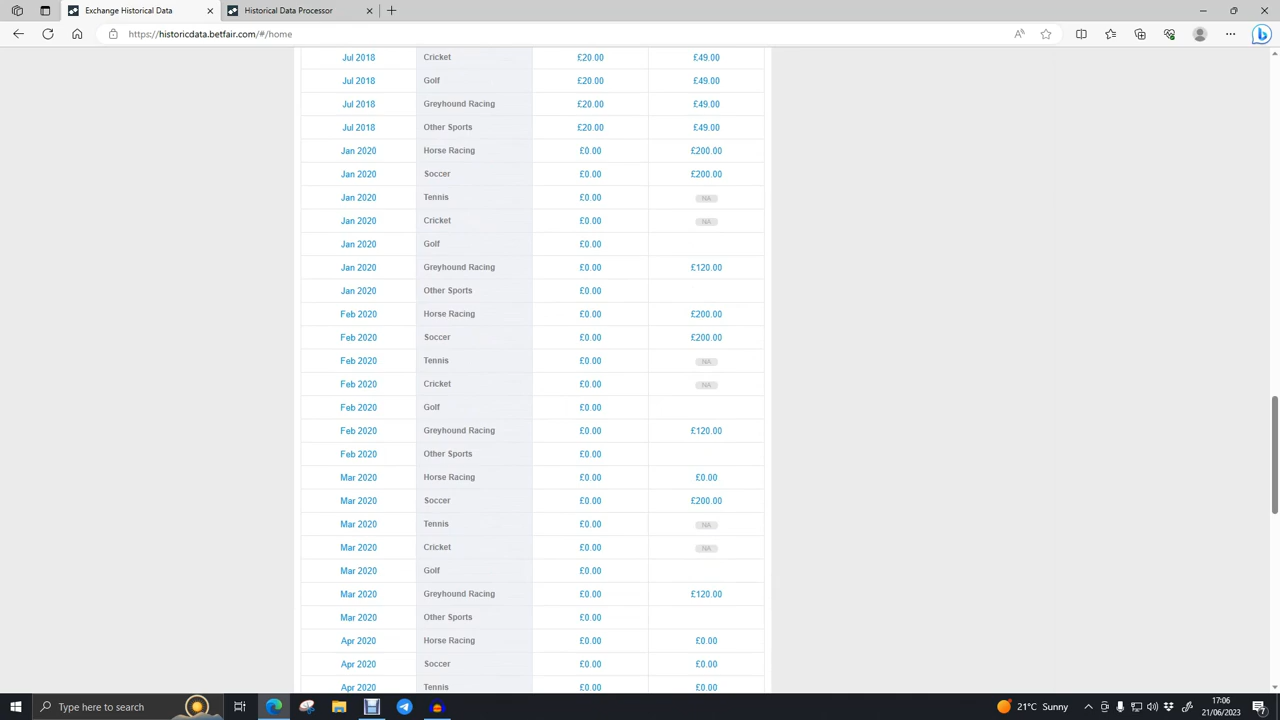 Exchange Historical Data
Historical Data Processor
https://historicdata.betfair.com/#/home
Jul 2018 Cricket £20.00 £49.00
Jul 2018 Golf £20.00 £49.00
Jul 2018 Greyhound Racing £20.00 £49.00
Jul 2018 Other Sports £20.00 £49.00
Jan 2020 Horse Racing £0.00 £200.00
Jan 2020 Soccer £0.00 £200.00
Jan 2020 Tennis £0.00 NA
Jan 2020 Cricket £0.00 NA
Jan 2020 Golf £0.00
Jan 2020 Greyhound Racing £0.00 £120.00
Jan 2020 Other Sports £0.00
Feb 2020 Horse Racing £0.00 £200.00
Feb 2020 Soccer £0.00 £200.00
Feb 2020 Tennis £0.00 NA
Feb 2020 Cricket £0.00 NA
Feb 2020 Golf £0.00
Feb 2020 Greyhound Racing £0.00 £120.00
Feb 2020 Other Sports £0.00
Mar 2020 Horse Racing £0.00 £0.00
Mar 2020 Soccer £0.00 £200.00
Mar 2020 Tennis £0.00 NA
Mar 2020 Cricket £0.00 NA
Mar 2020 Golf £0.00
Mar 2020 Greyhound Racing £0.00 £120.00
Mar 2020 Other Sports £0.00
Apr 2020 Horse Racing £0.00 £0.00
Apr 2020 Soccer £0.00 £0.00
Apr 2020 Tennis £0.00 £0.00
Type here to search
21°C Sunny
17:06
21/06/2023